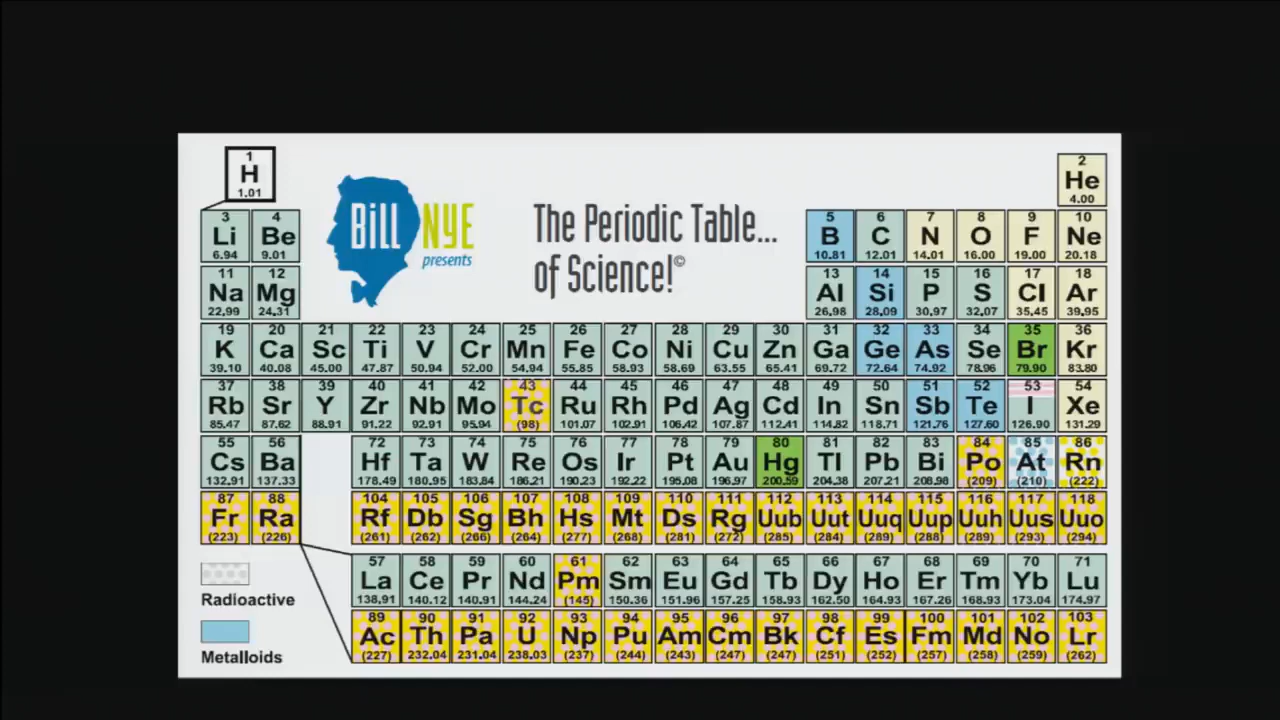 1 2
H He
1.01 4.00
BiLL NYE
presents
The Periodic Table...
of Science!©
3 4 5 6 7 8 9 10
Li Be B C N O F Ne
6.94 9.01 10.81 12.01 14.01 16.00 19.00 20.18
11 12 13 14 15 16 17 18
Na Mg Al Si P S Cl Ar
22.99 24.31 26.98 28.09 30.97 32.07 35.45 39.95
19 20 21 22 23 24 25 26 27 28 29 30 31 32 33 34 35 36
K Ca Sc Ti V Cr Mn Fe Co Ni Cu Zn Ga Ge As Se Br Kr
39.10 40.08 45.00 47.87 50.94 52.00 54.94 55.85 58.93 58.69 63.55 65.41 69.72 72.64 74.92 78.96 79.90 83.80
37 38 39 40 41 42 43 44 45 46 47 48 49 50 51 52 53 54
Rb Sr Y Zr Nb Mo Tc Ru Rh Pd Ag Cd In Sn Sb Te I Xe
85.47 87.62 88.91 91.22 92.91 95.94 (98) 101.07 102.91 106.42 107.87 112.41 114.82 118.71 121.76 127.60 126.90 131.29
55 56 72 73 74 75 76 77 78 79 80 81 82 83 84 85 86
Cs Ba Hf Ta W Re Os Ir Pt Au Hg Tl Pb Bi Po At Rn
132.91 137.33 178.49 180.95 183.84 186.21 190.23 192.22 195.08 196.97 200.59 204.38 207.21 208.98 (209) (210) (222)
87 88 104 105 106 107 108 109 110 111 112 113 114 115 116 117 118
Fr Ra Rf Db Sg Bh Hs Mt Ds Rg Uub Uut Uuq Uup Uuh Uus Uuo
(223) (226) (261) (262) (266) (264) (277) (268) (281) (272) (285) (284) (289) (288) (289) (293) (294)
57 58 59 60 61 62 63 64 65 66 67 68 69 70 71
La Ce Pr Nd Pm Sm Eu Gd Tb Dy Ho Er Tm Yb Lu
138.91 140.12 140.91 144.24 (145) 150.36 151.96 157.25 158.93 162.50 164.93 167.26 168.93 173.04 174.97
89 90 91 92 93 94 95 96 97 98 99 100 101 102 103
Ac Th Pa U Np Pu Am Cm Bk Cf Es Fm Md No Lr
(227) 232.04 231.04 238.03 (237) (244) (243) (247) (247) (251) (252) (257) (258) (259) (262)
Radioactive
Metalloids